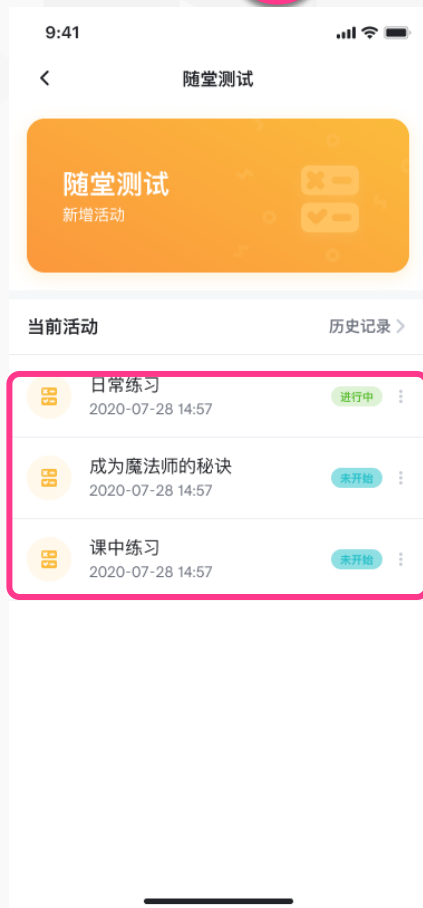 9:41
随堂测试
随堂测试
新增活动
当前活动
历史记录
日常练习
2020-07-28 14:57
进行中
成为魔法师的秘诀
2020-07-28 14:57
未开始
课中练习
2020-07-28 14:57
未开始